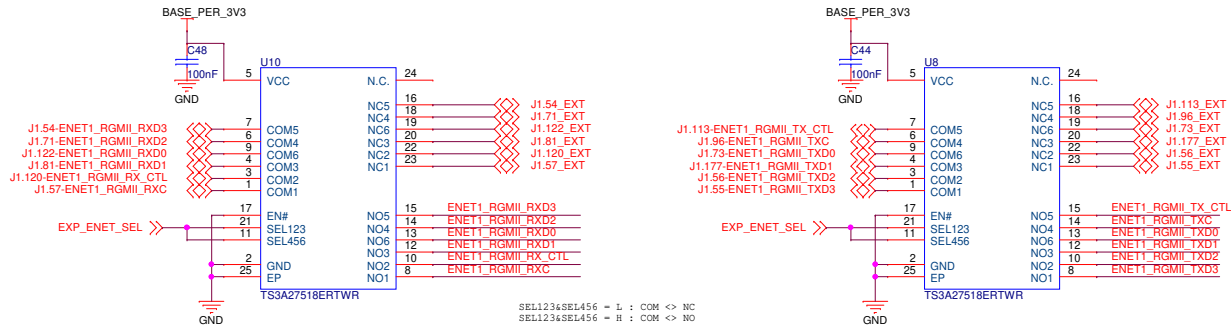 BASE_PER_3V3
C48
100nF
GND
U10
5 VCC N.C. 24
NC5 16 J1.54_EXT
NC4 18 J1.71_EXT
J1.54-ENET1_RGMII_RXD3 7 COM5 NC6 19 J1.122_EXT
J1.71-ENET1_RGMII_RXD2 6 COM4 NC3 20 J1.81_EXT
J1.122-ENET1_RGMII_RXD0 9 COM6 NC2 22 J1.120_EXT
J1.81-ENET1_RGMII_RXD1 4 COM3 NC1 23 J1.57_EXT
J1.120-ENET1_RGMII_RX_CTL 3 COM2
J1.57-ENET1_RGMII_RXC 1 COM1
17 EN# NO5 15 ENET1_RGMII_RXD3
EXP_ENET_SEL 21 SEL123 NO4 14 ENET1_RGMII_RXD2
11 SEL456 NO6 13 ENET1_RGMII_RXD0
NO3 12 ENET1_RGMII_RXD1
2 GND NO2 10 ENET1_RGMII_RX_CTL
25 EP NO1 8 ENET1_RGMII_RXC
TS3A27518ERTWR
GND
BASE_PER_3V3
C44
100nF
GND
U8
5 VCC N.C. 24
NC5 16 J1.113_EXT
NC4 18 J1.96_EXT
J1.113-ENET1_RGMII_TX_CTL 7 COM5 NC6 19 J1.73_EXT
J1.96-ENET1_RGMII_TXC 6 COM4 NC3 20 J1.177_EXT
J1.73-ENET1_RGMII_TXD0 9 COM6 NC2 22 J1.56_EXT
J1.177-ENET1_RGMII_TXD1 4 COM3 NC1 23 J1.55_EXT
J1.56-ENET1_RGMII_TXD2 3 COM2
J1.55-ENET1_RGMII_TXD3 1 COM1
17 EN# NO5 15 ENET1_RGMII_TX_CTL
EXP_ENET_SEL 21 SEL123 NO4 14 ENET1_RGMII_TXC
11 SEL456 NO6 13 ENET1_RGMII_TXD0
NO3 12 ENET1_RGMII_TXD1
2 GND NO2 10 ENET1_RGMII_TXD2
25 EP NO1 8 ENET1_RGMII_TXD3
TS3A27518ERTWR
GND
SEL123&SEL456 = L : COM <> NC
SEL123&SEL456 = H : COM <> NO